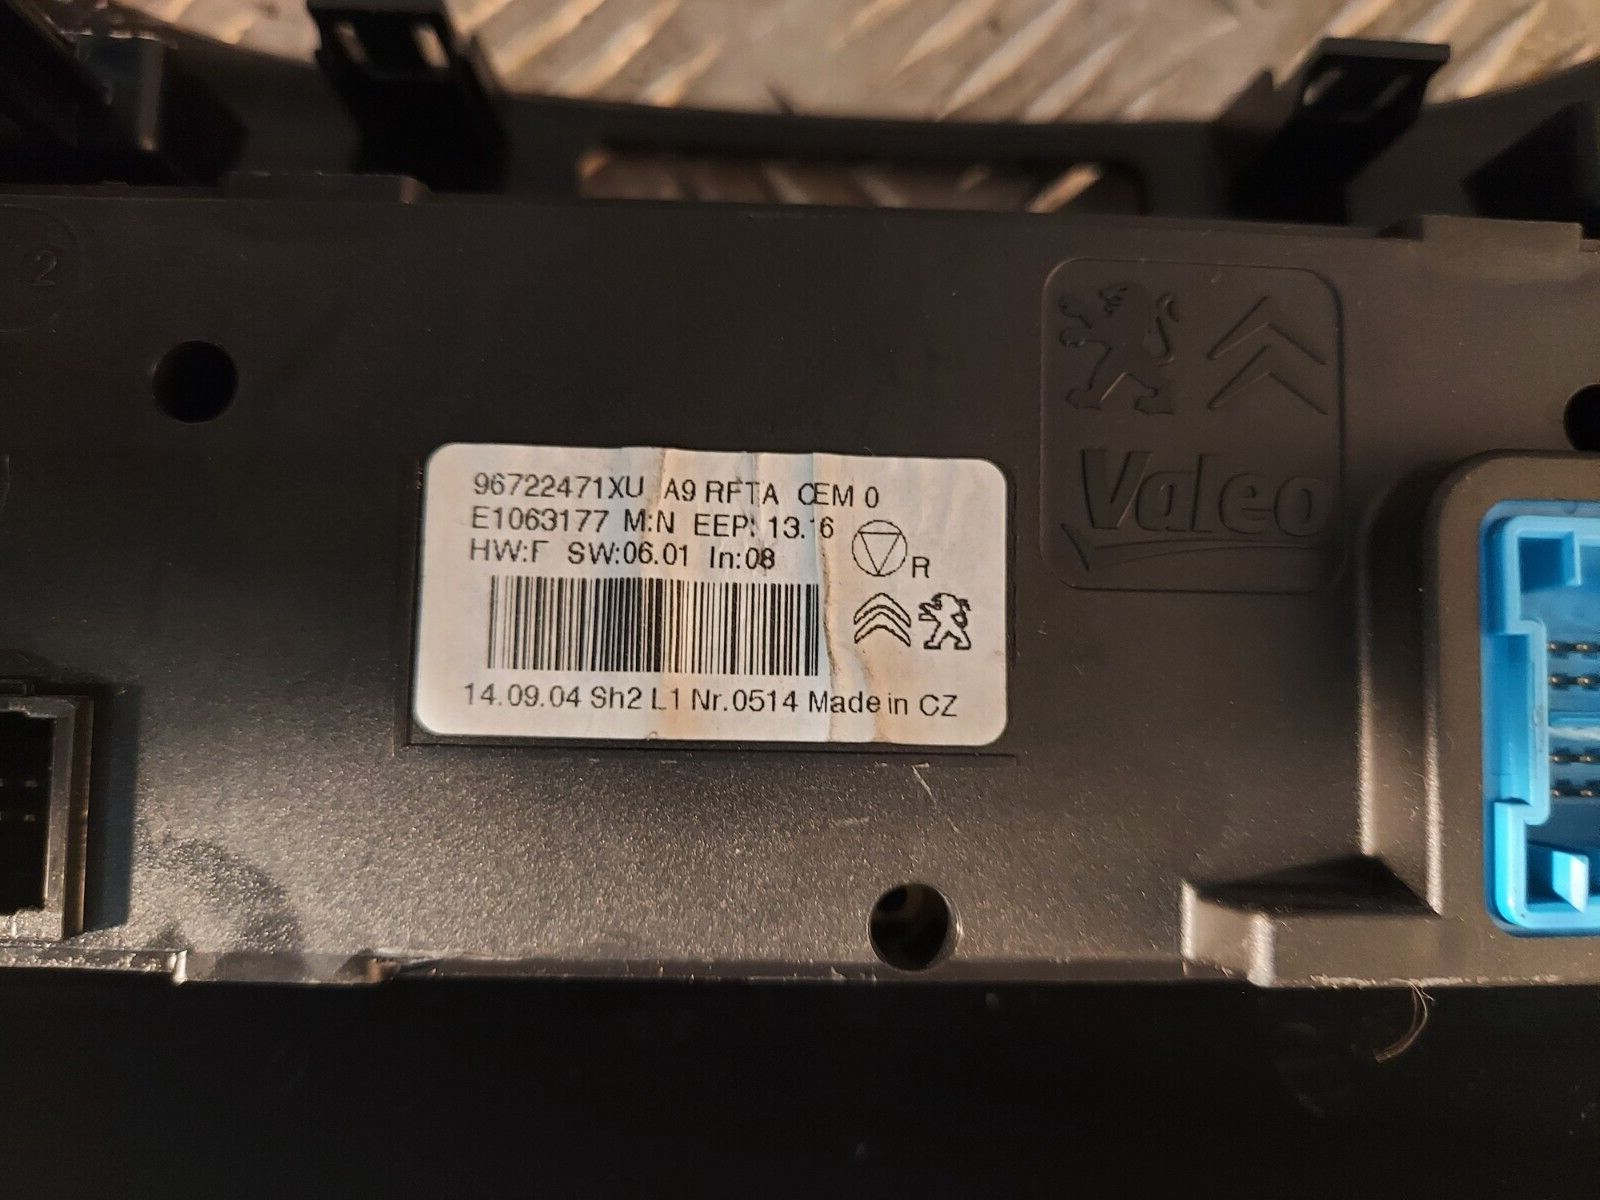 2
Valeo
96722471XU A9 RFTA CEM 0
E1063177 M:N EEP: 13.16
HW:F SW:06.01 In:08
R
14.09.04 Sh2 L1 Nr.0514 Made in CZ